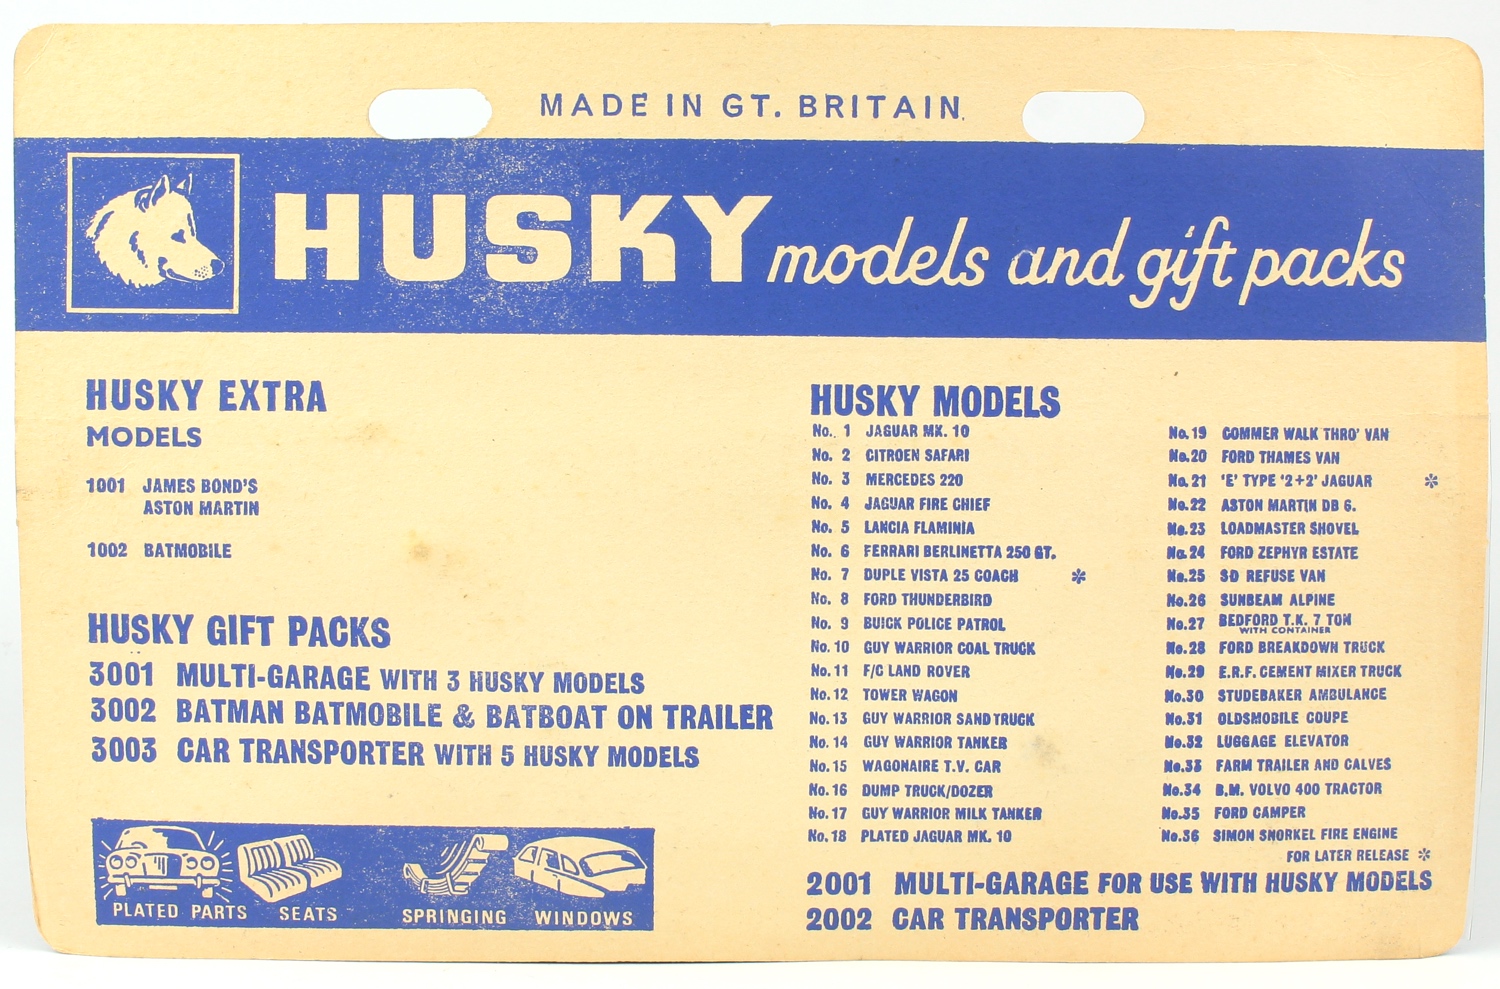 MADE IN GT. BRITAIN.
HUSKY models and gift packs
HUSKY EXTRA
MODELS
1001 JAMES BOND'S
ASTON MARTIN
1002 BATMOBILE
HUSKY GIFT PACKS
3001 MULTI-GARAGE WITH 3 HUSKY MODELS
3002 BATMAN BATMOBILE & BATBOAT ON TRAILER
3003 CAR TRANSPORTER WITH 5 HUSKY MODELS
PLATED PARTS SEATS SPRINGING WINDOWS
HUSKY MODELS
No. 1 JAGUAR MK. 10
No. 2 CITROEN SAFARI
No. 3 MERCEDES 220
No. 4 JAGUAR FIRE CHIEF
No. 5 LANCIA FLAMINIA
No. 6 FERRARI BERLINETTA 250 GT.
No. 7 DUPLE VISTA 25 COACH *
No. 8 FORD THUNDERBIRD
No. 9 BUICK POLICE PATROL
No. 10 GUY WARRIOR COAL TRUCK
No. 11 F/C LAND ROVER
No. 12 TOWER WAGON
No. 13 GUY WARRIOR SAND TRUCK
No. 14 GUY WARRIOR TANKER
No. 15 WAGONAIRE T.V. CAR
No. 16 DUMP TRUCK/DOZER
No. 17 GUY WARRIOR MILK TANKER
No. 18 PLATED JAGUAR MK. 10
No. 19 COMMER WALK THRO' VAN
No. 20 FORD THAMES VAN
No. 21 'E' TYPE '2+2' JAGUAR *
No. 22 ASTON MARTIN DB 6.
No. 23 LOADMASTER SHOVEL
No. 24 FORD ZEPHYR ESTATE
No. 25 SD REFUSE VAN
No. 26 SUNBEAM ALPINE
No. 27 BEDFORD T.K. 7 TON
WITH CONTAINER
No. 28 FORD BREAKDOWN TRUCK
No. 29 E.R.F. CEMENT MIXER TRUCK
No. 30 STUDEBAKER AMBULANCE
No. 31 OLDSMOBILE COUPE
No. 32 LUGGAGE ELEVATOR
No. 33 FARM TRAILER AND CALVES
No. 34 B.M. VOLVO 400 TRACTOR
No. 35 FORD CAMPER
No. 36 SIMON SNORKEL FIRE ENGINE
FOR LATER RELEASE *
2001 MULTI-GARAGE FOR USE WITH HUSKY MODELS
2002 CAR TRANSPORTER